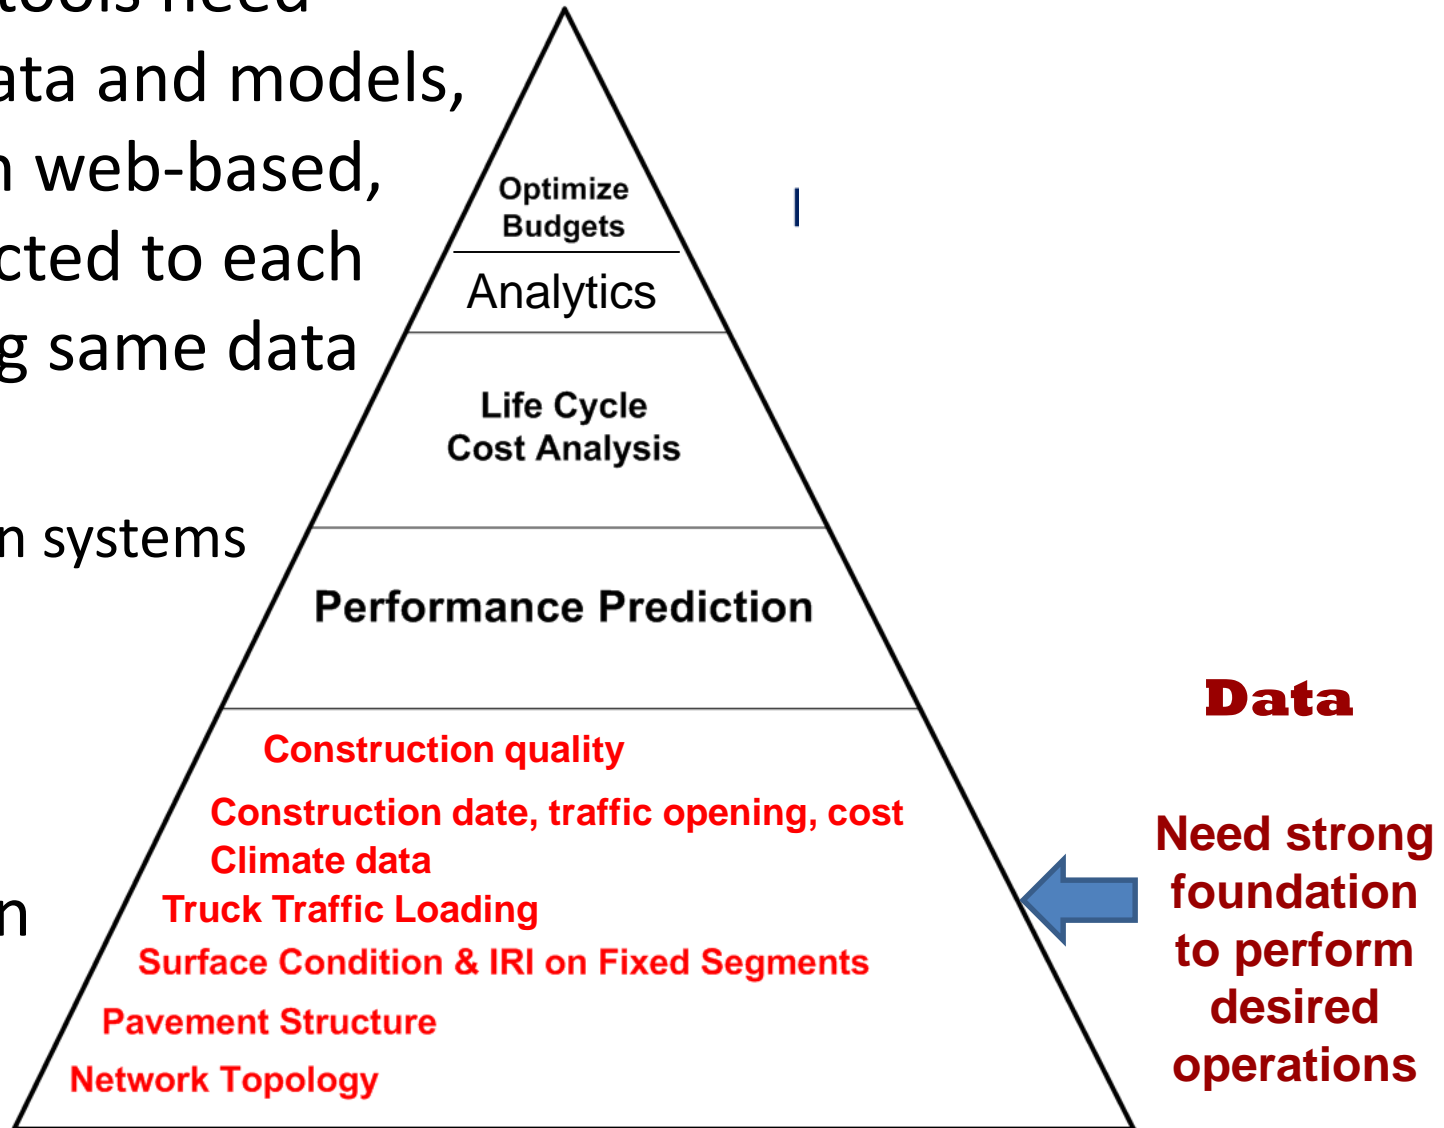 tools need
ata and models,
n web-based,
cted to each
g same data
n systems
n
Optimize
Budgets
Analytics
Life Cycle
Cost Analysis
Performance Prediction
Construction quality
Construction date, traffic opening, cost
Climate data
Truck Traffic Loading
Surface Condition & IRI on Fixed Segments
Pavement Structure
Network Topology
Data
Need strong
foundation
to perform
desired
operations